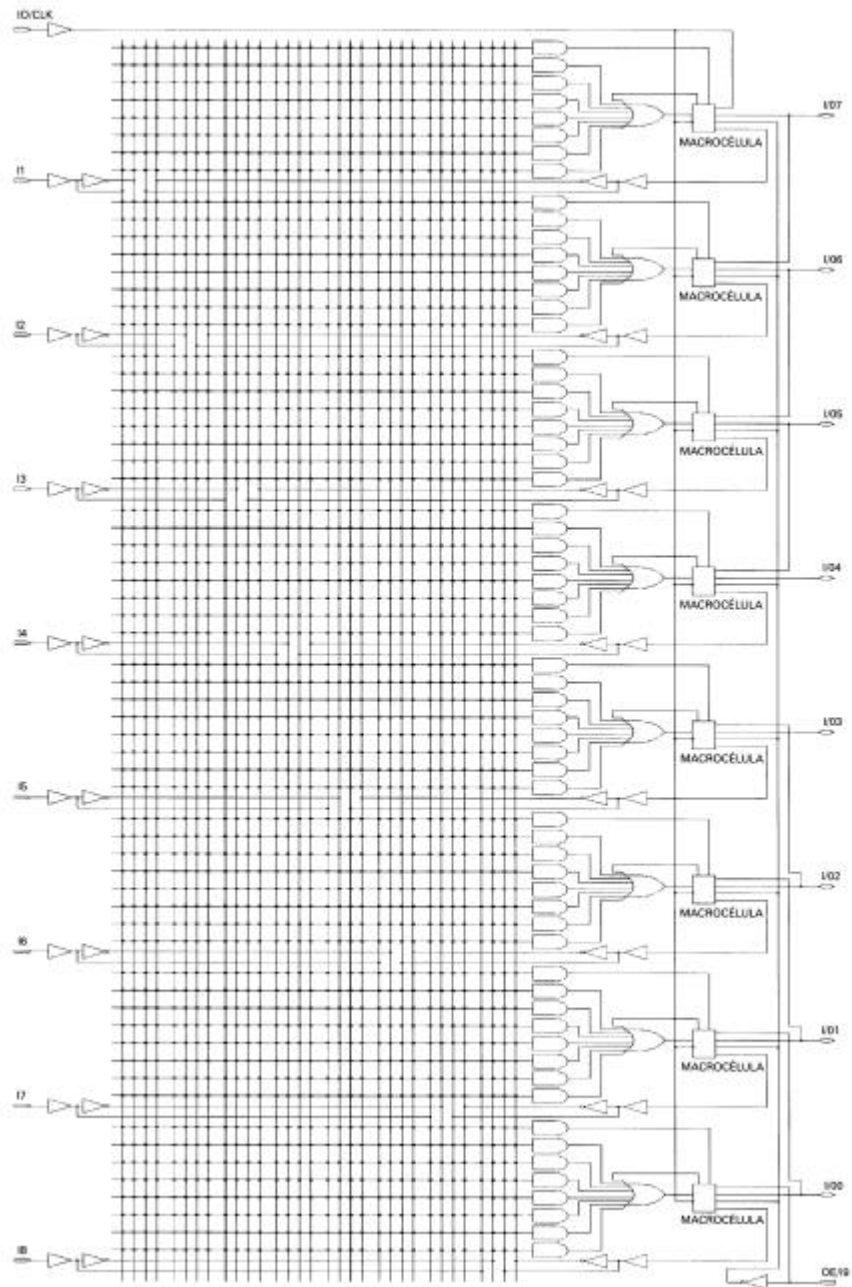 IO/CLK
I/O7
MACROCÉLULA
I1
I/O6
MACROCÉLULA
I2
I/O5
MACROCÉLULA
I3
I/O4
MACROCÉLULA
I4
I/O3
MACROCÉLULA
I5
I/O2
MACROCÉLULA
I6
I/O1
MACROCÉLULA
I7
I/O0
MACROCÉLULA
I8
OE/I9